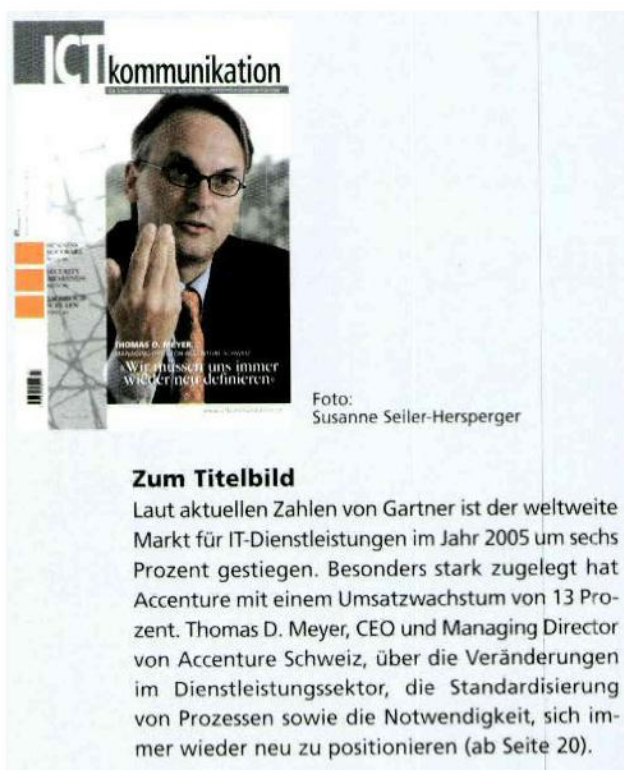 ICT kommunikation
THOMAS D. MEYER,
«Wir müssen uns immer
wieder neu definieren»
Foto:
Susanne Seiler-Hersperger
Zum Titelbild
Laut aktuellen Zahlen von Gartner ist der weltweite
Markt für IT-Dienstleistungen im Jahr 2005 um sechs
Prozent gestiegen. Besonders stark zugelegt hat
Accenture mit einem Umsatzwachstum von 13 Pro-
zent. Thomas D. Meyer, CEO und Managing Director
von Accenture Schweiz, über die Veränderungen
im Dienstleistungssektor, die Standardisierung
von Prozessen sowie die Notwendigkeit, sich im-
mer wieder neu zu positionieren (ab Seite 20).